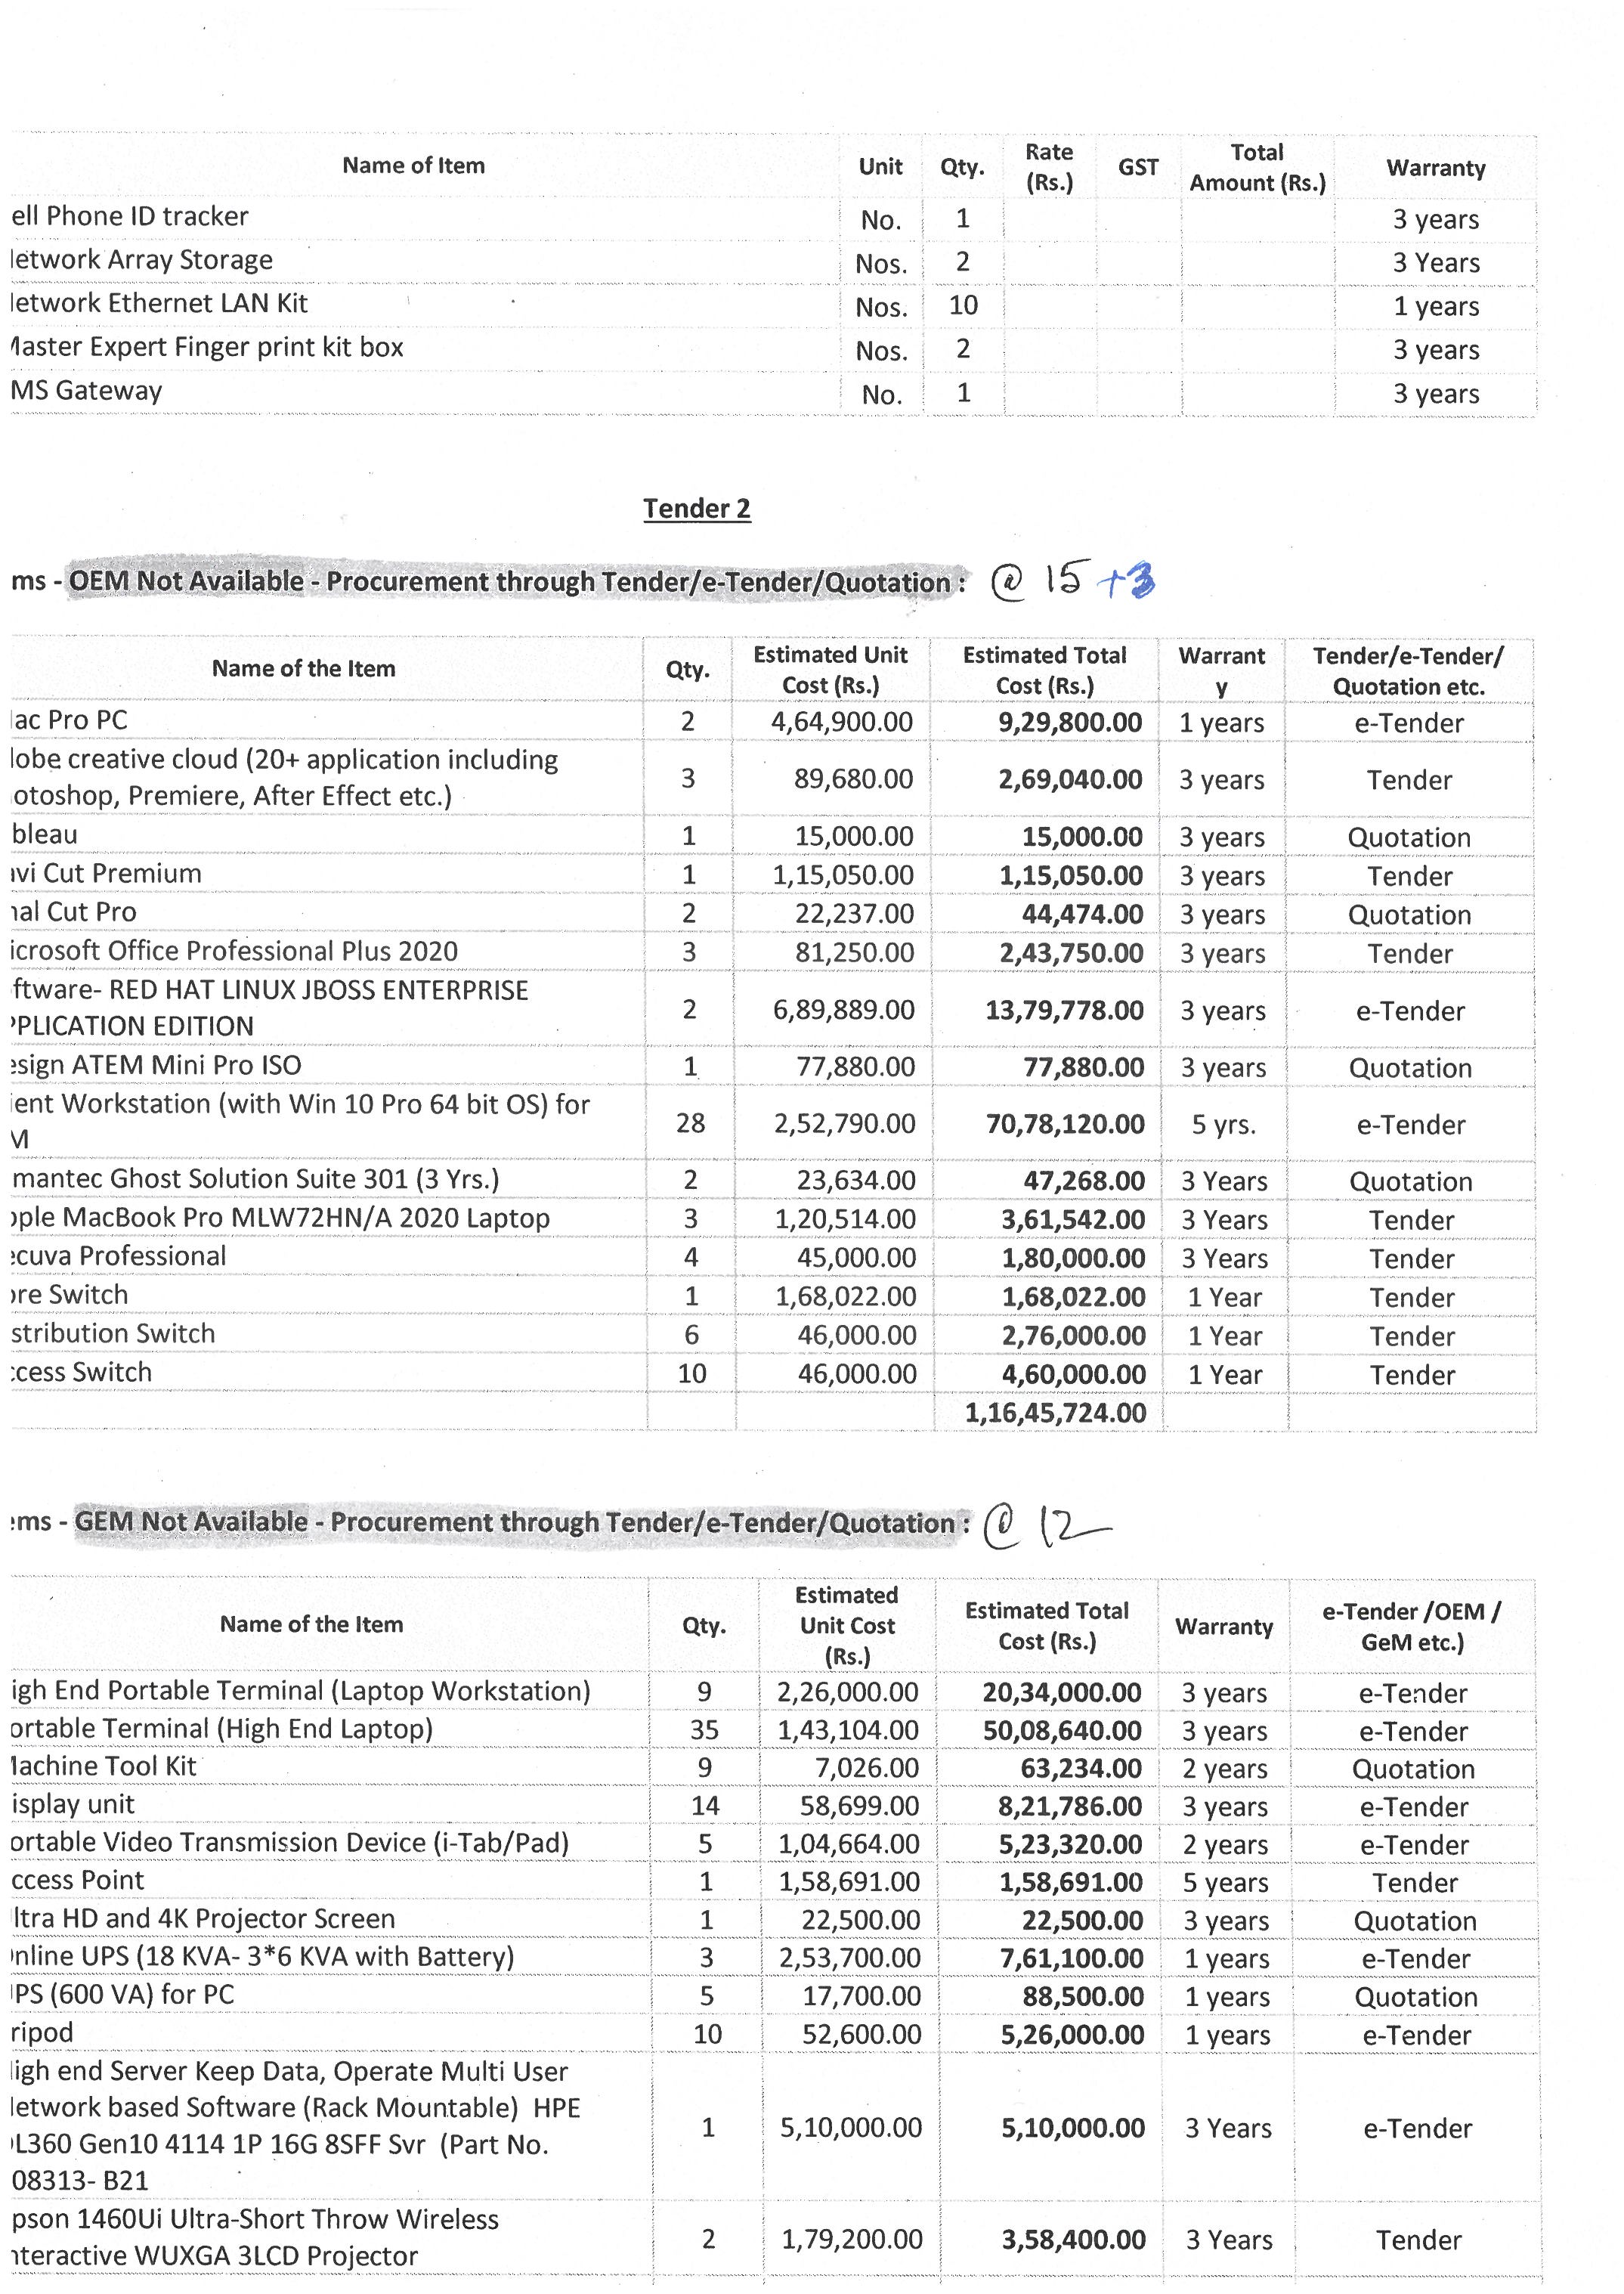 Name of Item Unit Qty. Rate (Rs.) GST Total Amount (Rs.) Warranty
ell Phone ID tracker No. 1 3 years
letwork Array Storage Nos. 2 3 Years
letwork Ethernet LAN Kit Nos. 10 1 years
laster Expert Finger print kit box Nos. 2 3 years
MS Gateway No. 1 3 years
Tender 2
ms - OEM Not Available - Procurement through Tender/e-Tender/Quotation : @ 15 +3
Name of the Item Qty. Estimated Unit Cost (Rs.) Estimated Total Cost (Rs.) Warrant y Tender/e-Tender/ Quotation etc.
lac Pro PC 2 4,64,900.00 9,29,800.00 1 years e-Tender
lobe creative cloud (20+ application including
otoshop, Premiere, After Effect etc.) 3 89,680.00 2,69,040.00 3 years Tender
bleau 1 15,000.00 15,000.00 3 years Quotation
vi Cut Premium 1 1,15,050.00 1,15,050.00 3 years Tender
nal Cut Pro 2 22,237.00 44,474.00 3 years Quotation
icrosoft Office Professional Plus 2020 3 81,250.00 2,43,750.00 3 years Tender
ftware- RED HAT LINUX JBOSS ENTERPRISE
PPLICATION EDITION 2 6,89,889.00 13,79,778.00 3 years e-Tender
esign ATEM Mini Pro ISO 1 77,880.00 77,880.00 3 years Quotation
ient Workstation (with Win 10 Pro 64 bit OS) for
M 28 2,52,790.00 70,78,120.00 5 yrs. e-Tender
mantec Ghost Solution Suite 301 (3 Yrs.) 2 23,634.00 47,268.00 3 Years Quotation
pple MacBook Pro MLW72HN/A 2020 Laptop 3 1,20,514.00 3,61,542.00 3 Years Tender
ecuva Professional 4 45,000.00 1,80,000.00 3 Years Tender
ore Switch 1 1,68,022.00 1,68,022.00 1 Year Tender
stribution Switch 6 46,000.00 2,76,000.00 1 Year Tender
ccess Switch 10 46,000.00 4,60,000.00 1 Year Tender
1,16,45,724.00
ems - GEM Not Available - Procurement through Tender/e-Tender/Quotation : @ 12
Name of the Item Qty. Estimated Unit Cost (Rs.) Estimated Total Cost (Rs.) Warranty e-Tender /OEM / GeM etc.)
igh End Portable Terminal (Laptop Workstation) 9 2,26,000.00 20,34,000.00 3 years e-Tender
ortable Terminal (High End Laptop) 35 1,43,104.00 50,08,640.00 3 years e-Tender
lachine Tool Kit 9 7,026.00 63,234.00 2 years Quotation
isplay unit 14 58,699.00 8,21,786.00 3 years e-Tender
ortable Video Transmission Device (i-Tab/Pad) 5 1,04,664.00 5,23,320.00 2 years e-Tender
ccess Point 1 1,58,691.00 1,58,691.00 5 years Tender
ltra HD and 4K Projector Screen 1 22,500.00 22,500.00 3 years Quotation
nline UPS (18 KVA- 3*6 KVA with Battery) 3 2,53,700.00 7,61,100.00 1 years e-Tender
PS (600 VA) for PC 5 17,700.00 88,500.00 1 years Quotation
ripod 10 52,600.00 5,26,000.00 1 years e-Tender
ligh end Server Keep Data, Operate Multi User
letwork based Software (Rack Mountable) HPE
L360 Gen10 4114 1P 16G 8SFF Svr (Part No.
08313- B21 1 5,10,000.00 5,10,000.00 3 Years e-Tender
pson 1460Ui Ultra-Short Throw Wireless
nteractive WUXGA 3LCD Projector 2 1,79,200.00 3,58,400.00 3 Years Tender